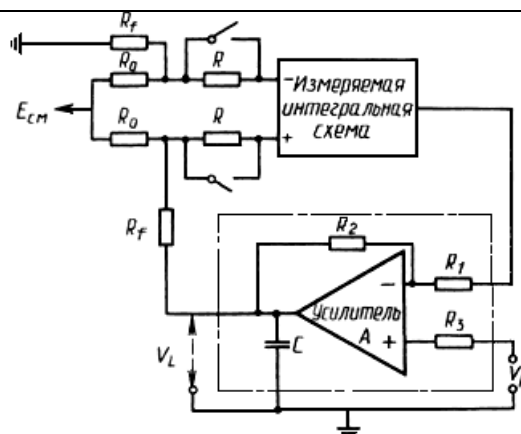 R_f
R_0
R
E_см
R_0
R
- Измеряемая
интегральная
+ схема
R_f
R_2
R_1
-
Усилитель
A +
R_3
V_L
C